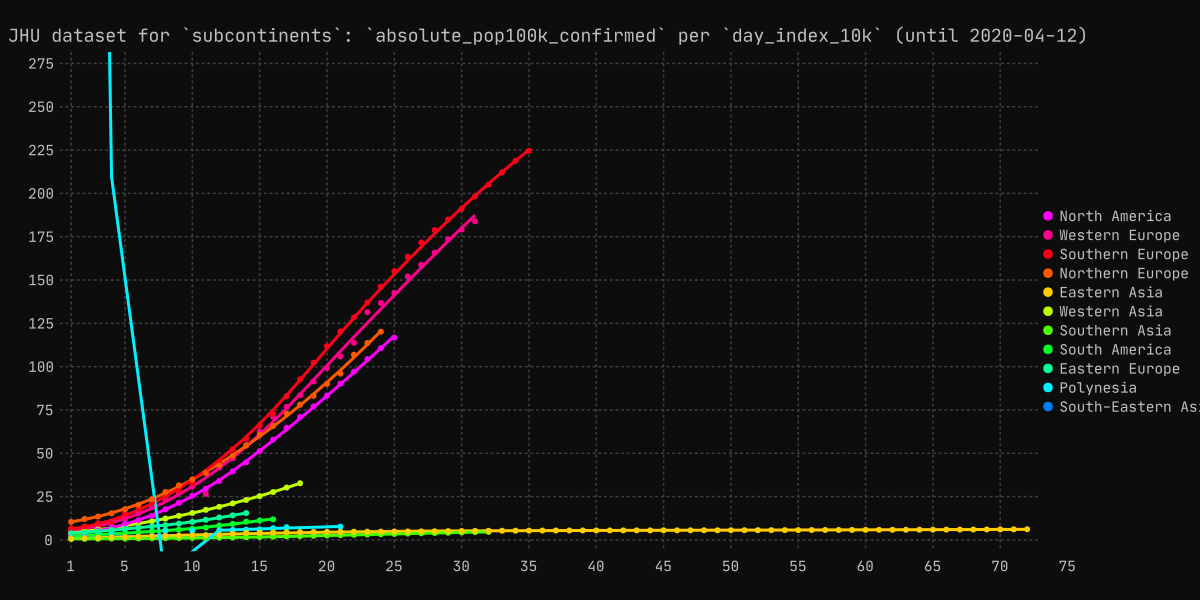 JHU dataset for `subcontinents`: `absolute_pop100k_confirmed` per `day_index_10k` (until 2020-04-12)
275
250
225
200
175
150
125
100
75
50
25
0
1 5 10 15 20 25 30 35 40 45 50 55 60 65 70 75
North America
Western Europe
Southern Europe
Northern Europe
Eastern Asia
Western Asia
Southern Asia
South America
Eastern Europe
Polynesia
South-Eastern As